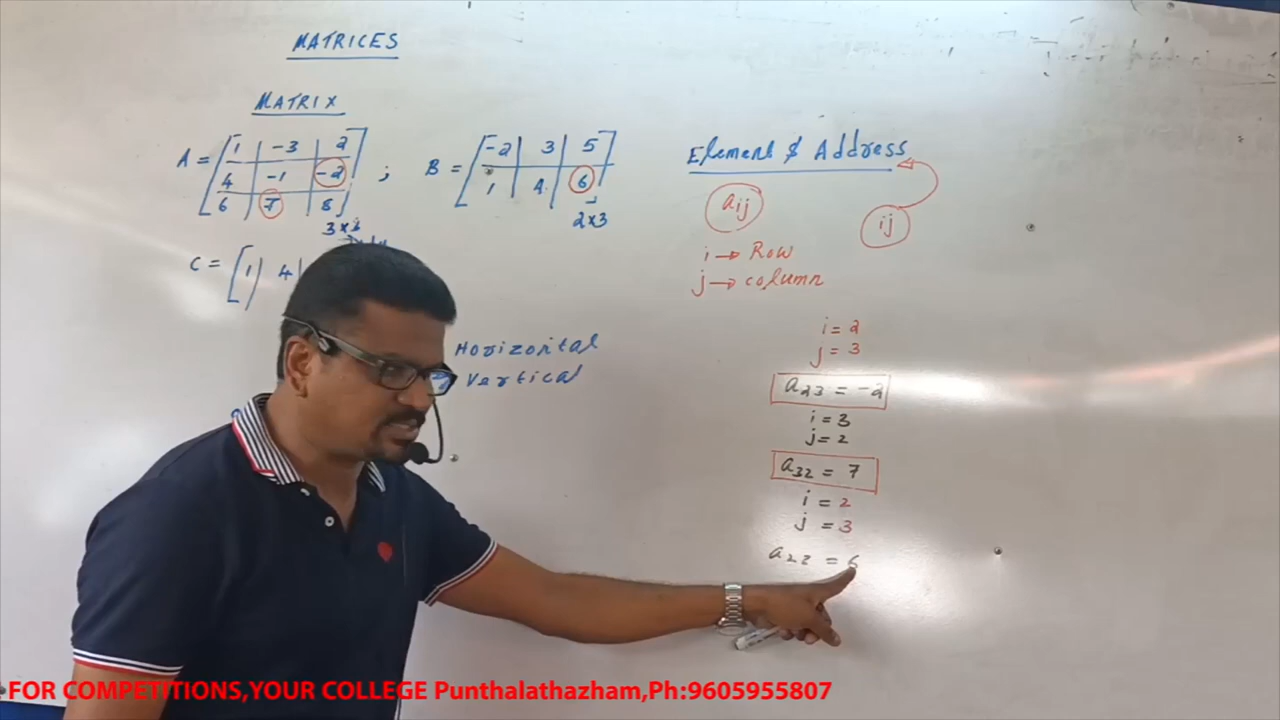 MATRICES
MATRIX
A = [ 1 -3 2
4 -1 -2
6 7 8 ]
3×3
;
B = [ -2 3 5
1 4 6 ]
2×3
C = [ 1 4
Horizontal
Vertical
Element & Address
aij
ij
i → Row
j → column
i = 2
j = 3
a23 = -2
i = 3
j = 2
a32 = 7
i = 2
j = 3
= 6
FOR COMPETITIONS,YOUR COLLEGE Punthalathazham,Ph:9605955807